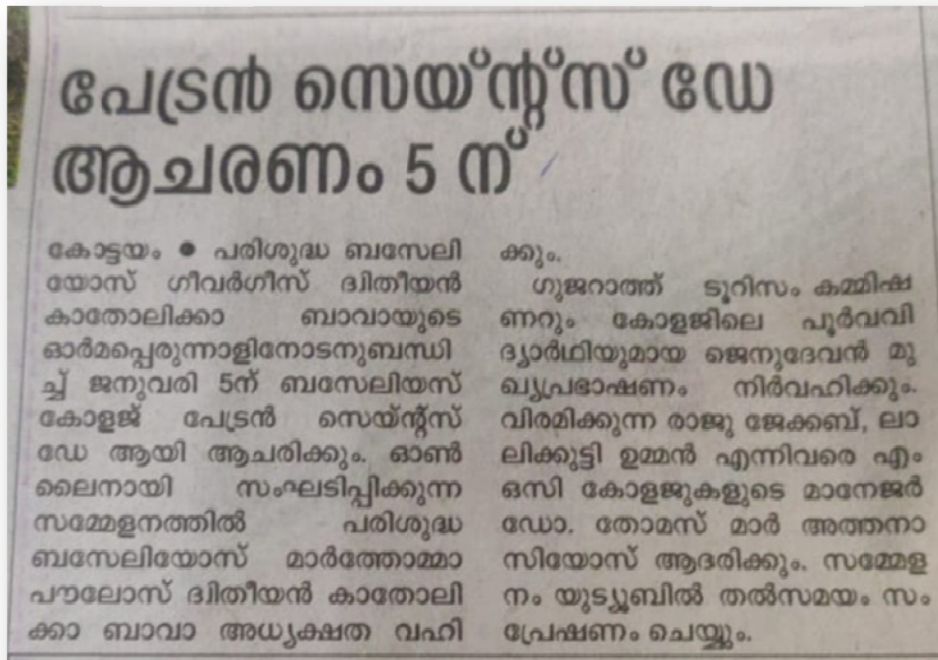 പേട്രൻ സെയ്ന്റ്സ് ഡേ
ആചരണം 5 ന്
കോട്ടയം ● പരിശുദ്ധ ബസേലി
യോസ് ഗീവർഗീസ് ദ്വിതീയൻ
കാതോലിക്കാ ബാവായുടെ
ഓർമപ്പെരുന്നാളിനോടനുബന്ധി
ച്ച് ജനുവരി 5ന് ബസേലിയസ്
കോളജ് പേട്രൻ സെയ്ന്റ്സ്
ഡേ ആയി ആചരിക്കും. ഓൺ
ലൈനായി സംഘടിപ്പിക്കുന്ന
സമ്മേളനത്തിൽ പരിശുദ്ധ
ബസേലിയോസ് മാർത്തോമ്മാ
പൗലോസ് ദ്വിതീയൻ കാതോലി
ക്കാ ബാവാ അധ്യക്ഷത വഹി
ക്കും.
ഗുജറാത്ത് ടൂറിസം കമ്മിഷ
ണറും കോളജിലെ പൂർവവി
ദ്യാർഥിയുമായ ജെനുദേവൻ മു
ഖ്യപ്രഭാഷണം നിർവഹിക്കും.
വിരമിക്കുന്ന രാജു ജേക്കബ്, ലാ
ലിക്കുട്ടി ഉമ്മൻ എന്നിവരെ എം
ഒസി കോളജുകളുടെ മാനേജർ
ഡോ. തോമസ് മാർ അത്തനാ
സിയോസ് ആദരിക്കും. സമ്മേള
നം യുട്യൂബിൽ തൽസമയം സം
പ്രേഷണം ചെയ്യും.